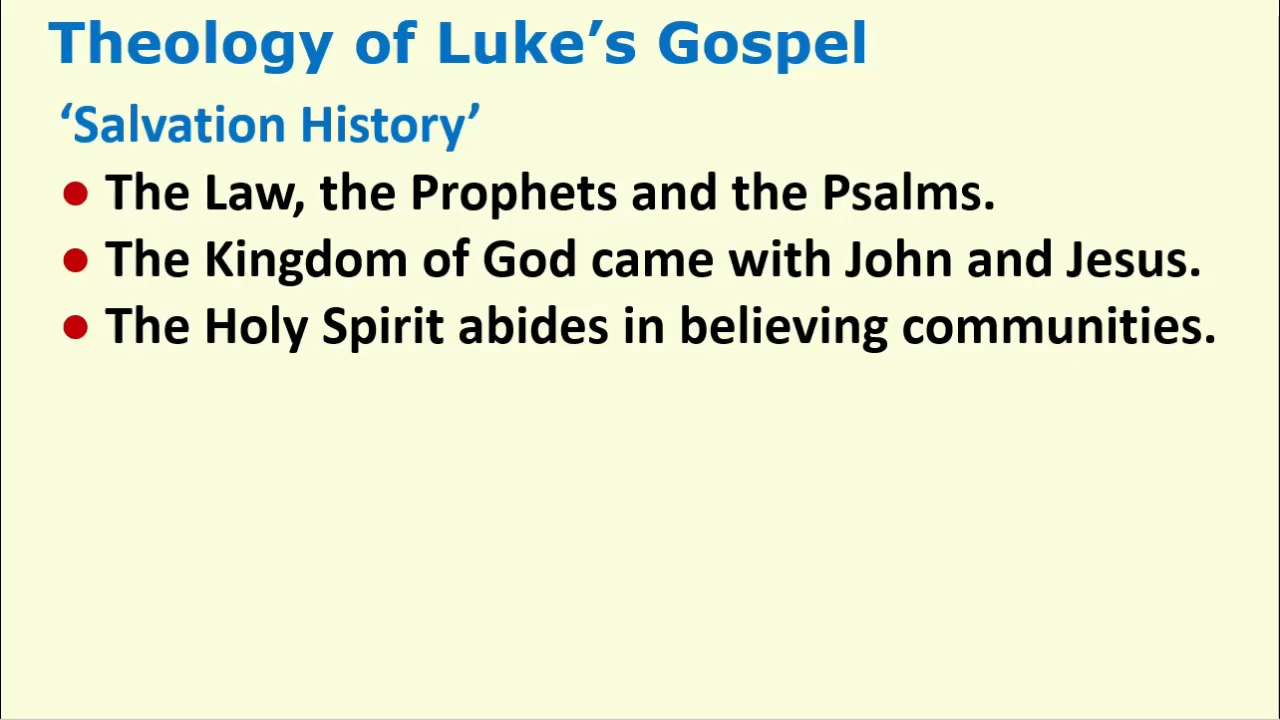 Theology of Luke’s Gospel
‘Salvation History’
● The Law, the Prophets and the Psalms.
● The Kingdom of God came with John and Jesus.
● The Holy Spirit abides in believing communities.